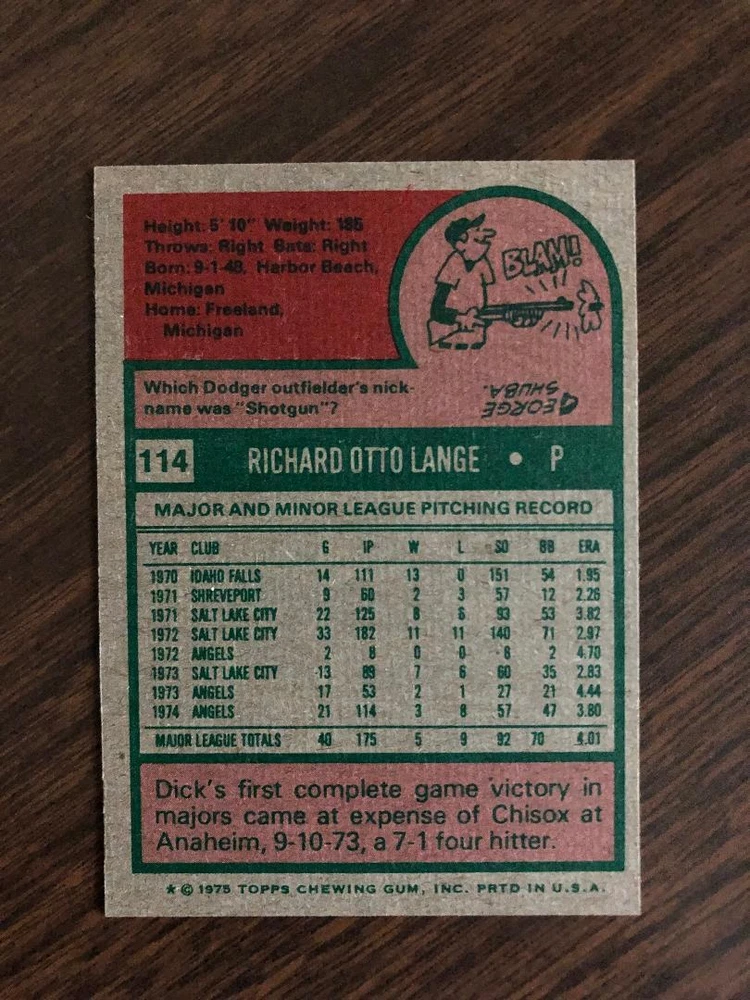 Height: 5' 10" Weight: 185
Throws: Right Bats: Right
Born: 9-1-48, Harbor Beach,
Michigan
Home: Freeland,
Michigan
BLAM!
Which Dodger outfielder's nick-
name was "Shotgun"?
GEORGE
SHUBA.
114 RICHARD OTTO LANGE • P
MAJOR AND MINOR LEAGUE PITCHING RECORD
YEAR CLUB G IP W L SO BB ERA
1970 IDAHO FALLS 14 111 13 0 151 54 1.95
1971 SHREVEPORT 9 60 2 3 57 12 2.26
1971 SALT LAKE CITY 22 125 8 6 93 53 3.82
1972 SALT LAKE CITY 33 182 11 11 140 71 2.97
1972 ANGELS 2 8 0 0 8 2 4.70
1973 SALT LAKE CITY 13 89 7 6 60 35 2.83
1973 ANGELS 17 53 2 1 27 21 4.44
1974 ANGELS 21 114 3 8 57 47 3.80
MAJOR LEAGUE TOTALS 40 175 5 9 92 70 4.01
Dick's first complete game victory in
majors came at expense of Chisox at
Anaheim, 9-10-73, a 7-1 four hitter.
★ © 1975 TOPPS CHEWING GUM, INC. PRTD IN U.S.A.